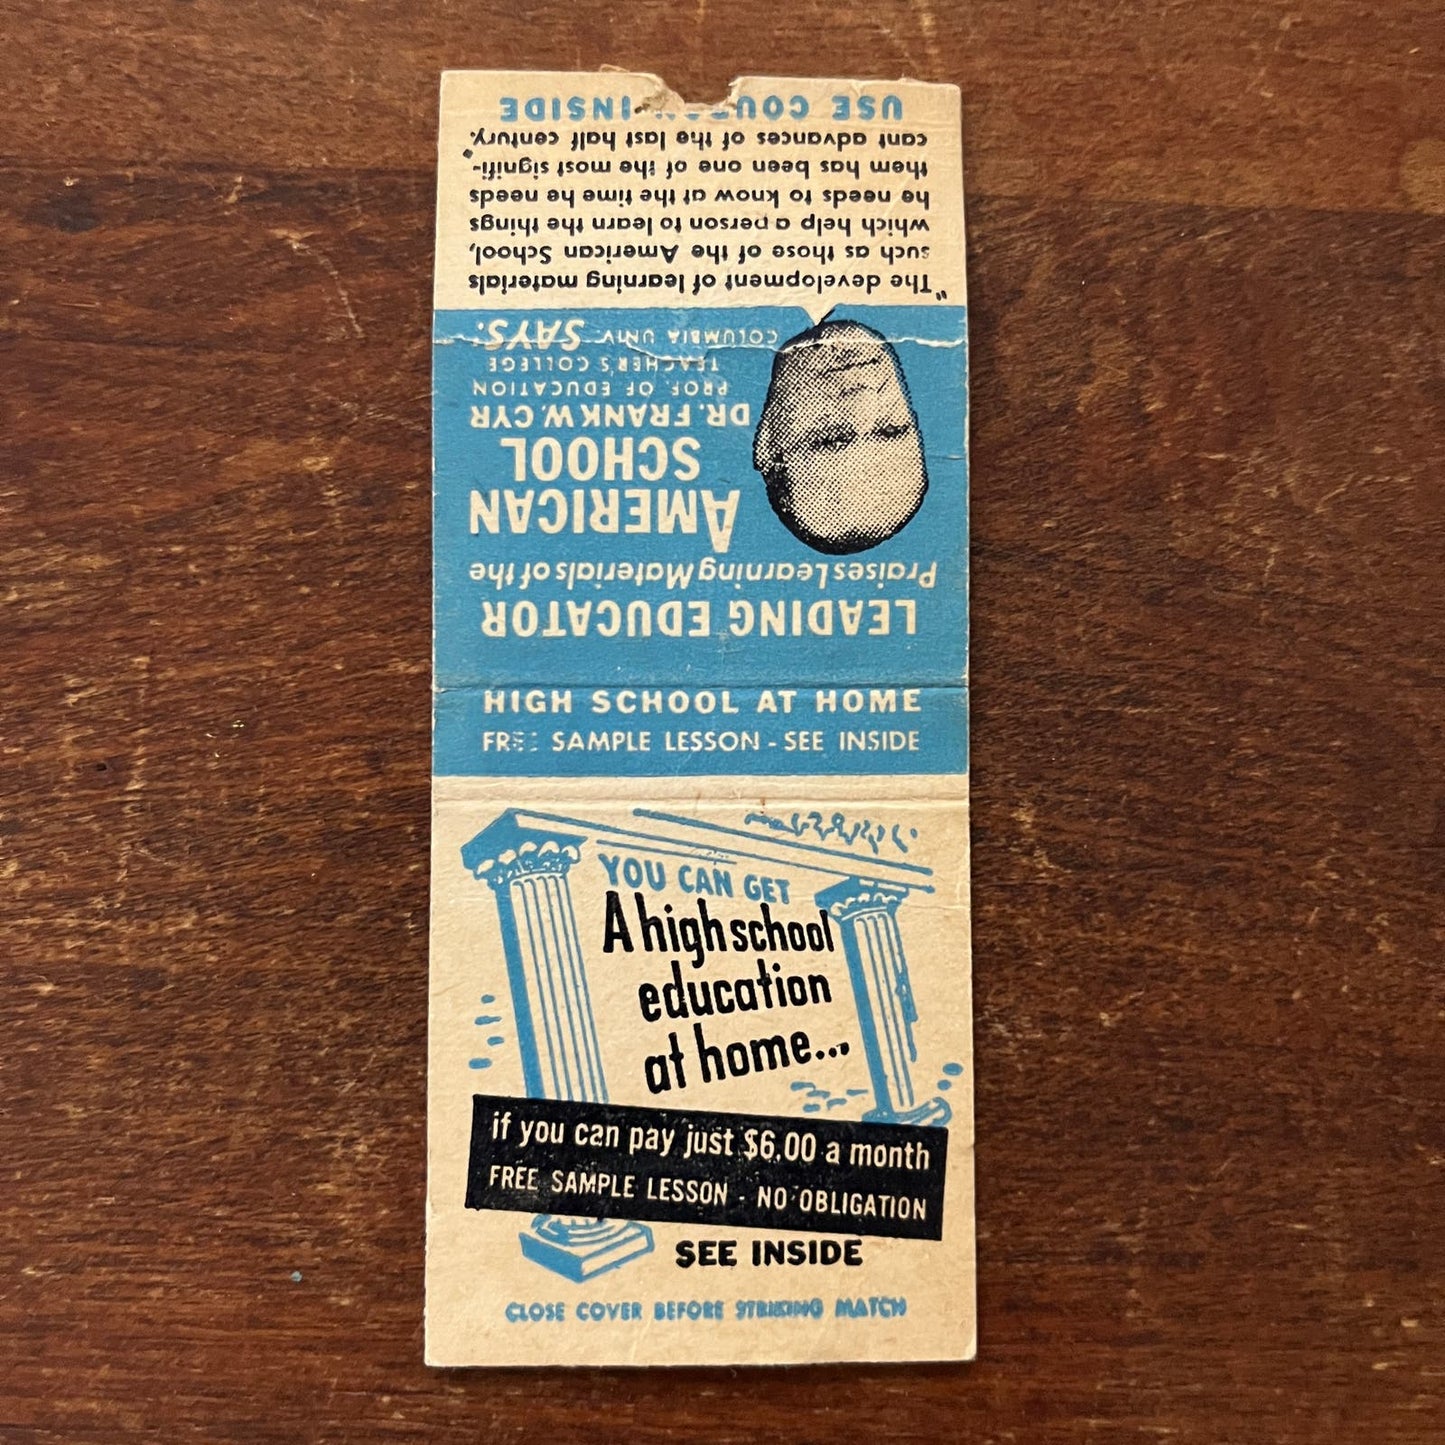 LEADING EDUCATOR
Praises Learning Materials of the
AMERICAN
SCHOOL
DR. FRANK W. CYR
PROF. OF EDUCATION
TEACHER'S COLLEGE
COLUMBIA UNIV. SAYS:
"The development of learning materials
such as those of the American School,
which help a person to learn the things
he needs to know at the time he needs
them has been one of the most signifi-
cant advances of the last half century."
USE COUPON INSIDE
HIGH SCHOOL AT HOME
FREE SAMPLE LESSON - SEE INSIDE
YOU CAN GET
A high school
education
at home...
if you can pay just $6.00 a month
FREE SAMPLE LESSON - NO OBLIGATION
SEE INSIDE
CLOSE COVER BEFORE STRIKING MATCH